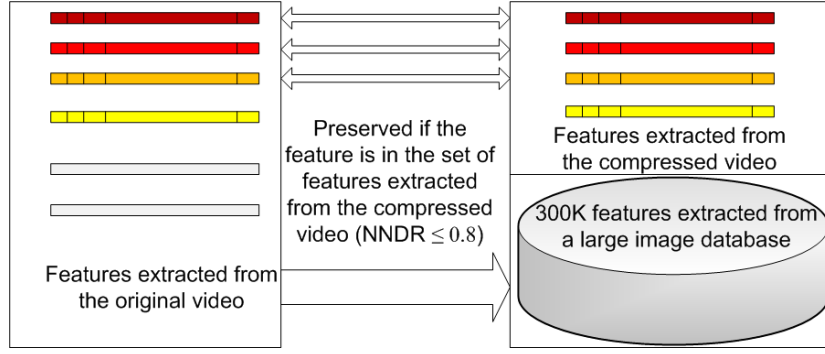 Features extracted from
the original video
Preserved if the
feature is in the set of
features extracted
from the compressed
video (NNDR ≤ 0.8)
Features extracted from
the compressed video
300K features extracted from
a large image database